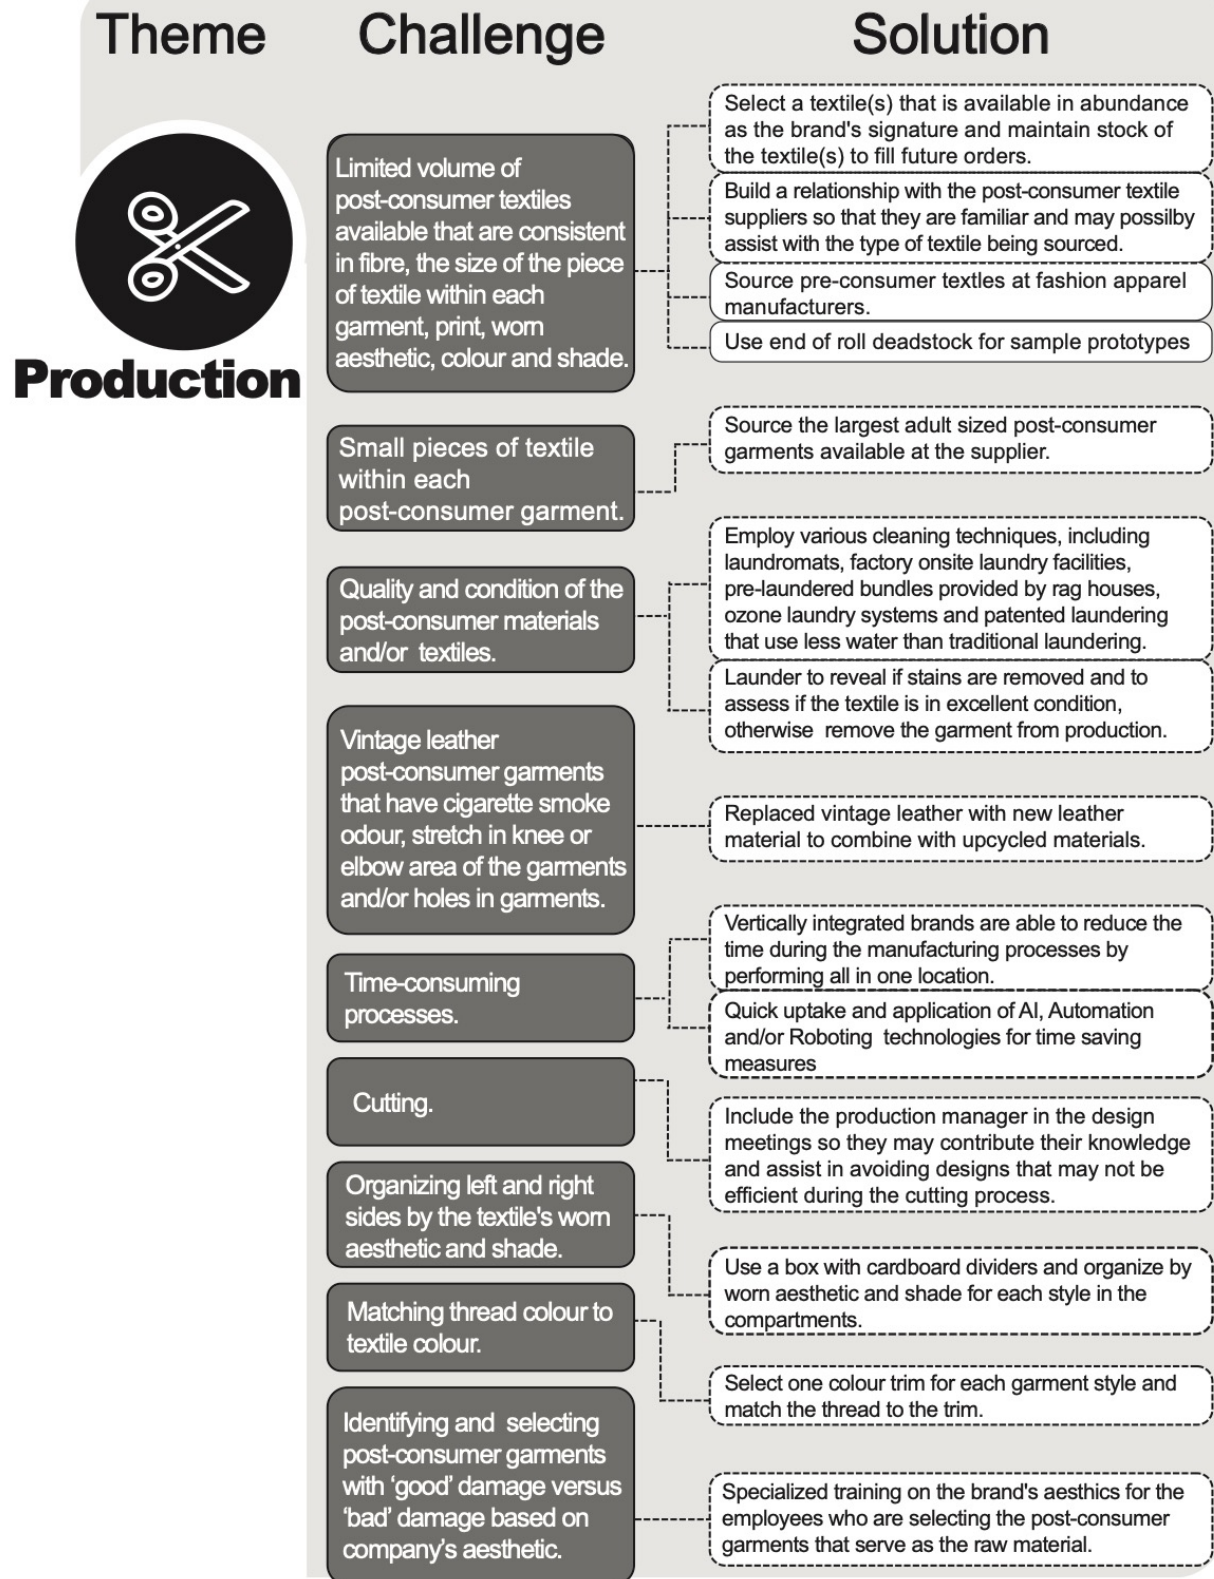 Theme
Challenge
Solution
Production
Limited volume of
post-consumer textiles
available that are consistent
in fibre, the size of the piece
of textile within each
garment, print, worn
aesthetic, colour and shade.
Select a textile(s) that is available in abundance
as the brand's signature and maintain stock of
the textile(s) to fill future orders.
Build a relationship with the post-consumer textile
suppliers so that they are familiar and may possilby
assist with the type of textile being sourced.
Source pre-consumer textles at fashion apparel
manufacturers.
Use end of roll deadstock for sample prototypes
Small pieces of textile
within each
post-consumer garment.
Source the largest adult sized post-consumer
garments available at the supplier.
Quality and condition of the
post-consumer materials
and/or textiles.
Employ various cleaning techniques, including
laundromats, factory onsite laundry facilities,
pre-laundered bundles provided by rag houses,
ozone laundry systems and patented laundering
that use less water than traditional laundering.
Launder to reveal if stains are removed and to
assess if the textile is in excellent condition,
otherwise remove the garment from production.
Vintage leather
post-consumer garments
that have cigarette smoke
odour, stretch in knee or
elbow area of the garments
and/or holes in garments.
Replaced vintage leather with new leather
material to combine with upcycled materials.
Time-consuming
processes.
Vertically integrated brands are able to reduce the
time during the manufacturing processes by
performing all in one location.
Quick uptake and application of AI, Automation
and/or Roboting technologies for time saving
measures
Cutting.
Include the production manager in the design
meetings so they may contribute their knowledge
and assist in avoiding designs that may not be
efficient during the cutting process.
Organizing left and right
sides by the textile's worn
aesthetic and shade.
Use a box with cardboard dividers and organize by
worn aesthetic and shade for each style in the
compartments.
Matching thread colour to
textile colour.
Select one colour trim for each garment style and
match the thread to the trim.
Identifying and selecting
post-consumer garments
with ‘good’ damage versus
‘bad’ damage based on
company’s aesthetic.
Specialized training on the brand's aesthics for the
employees who are selecting the post-consumer
garments that serve as the raw material.